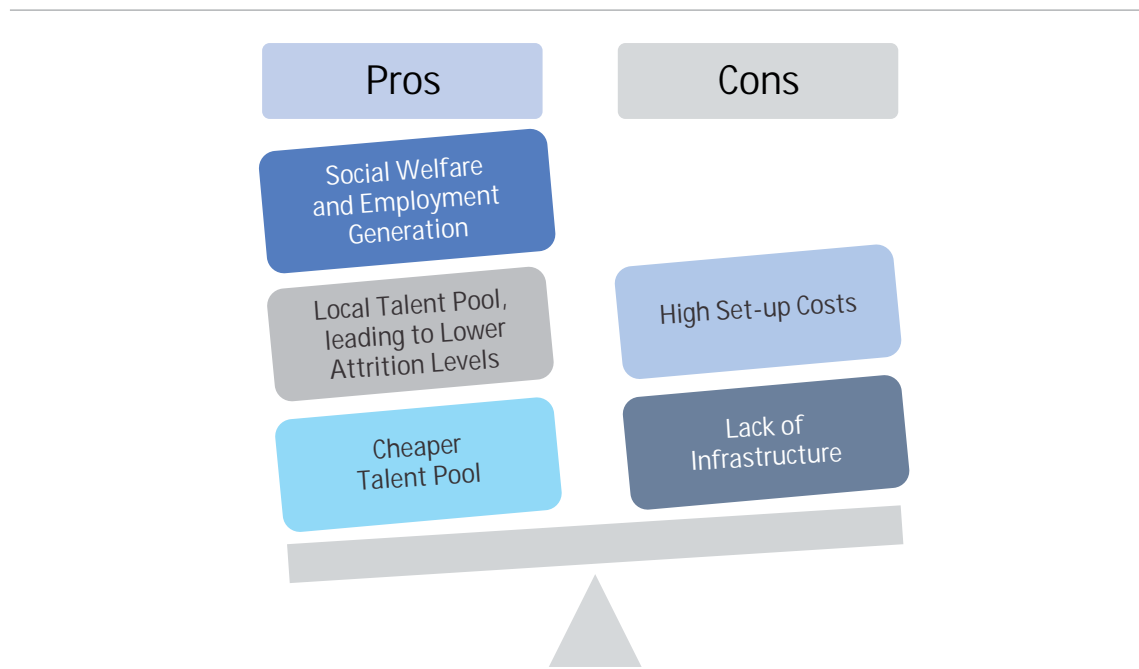 Pros
Cons
Social Welfare
and Employment
Generation
Local Talent Pool,
leading to Lower
Attrition Levels
Cheaper
Talent Pool
High Set-up Costs
Lack of
Infrastructure